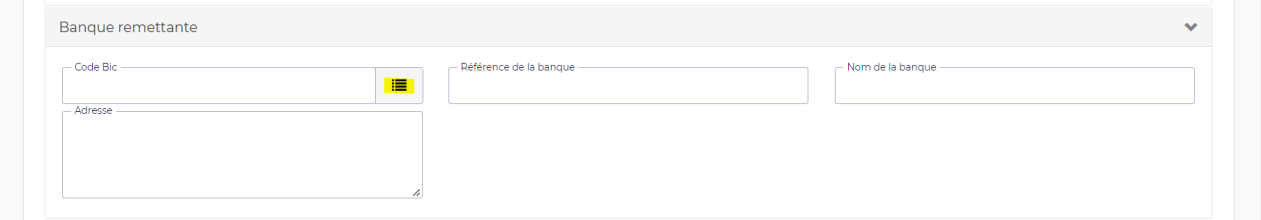 Banque remettante
Code Bic
Référence de la banque
Nom de la banque
Adresse